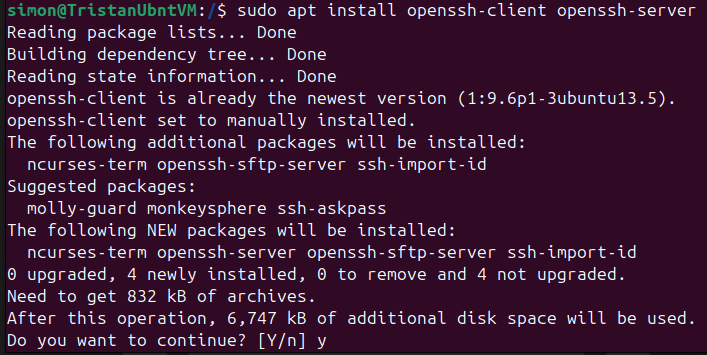 simon@TristanUbntVM:/$ sudo apt install openssh-client openssh-server
Reading package lists... Done
Building dependency tree... Done
Reading state information... Done
openssh-client is already the newest version (1:9.6p1-3ubuntu13.5).
openssh-client set to manually installed.
The following additional packages will be installed:
  ncurses-term openssh-sftp-server ssh-import-id
Suggested packages:
  molly-guard monkeysphere ssh-askpass
The following NEW packages will be installed:
  ncurses-term openssh-server openssh-sftp-server ssh-import-id
0 upgraded, 4 newly installed, 0 to remove and 4 not upgraded.
Need to get 832 kB of archives.
After this operation, 6,747 kB of additional disk space will be used.
Do you want to continue? [Y/n] y